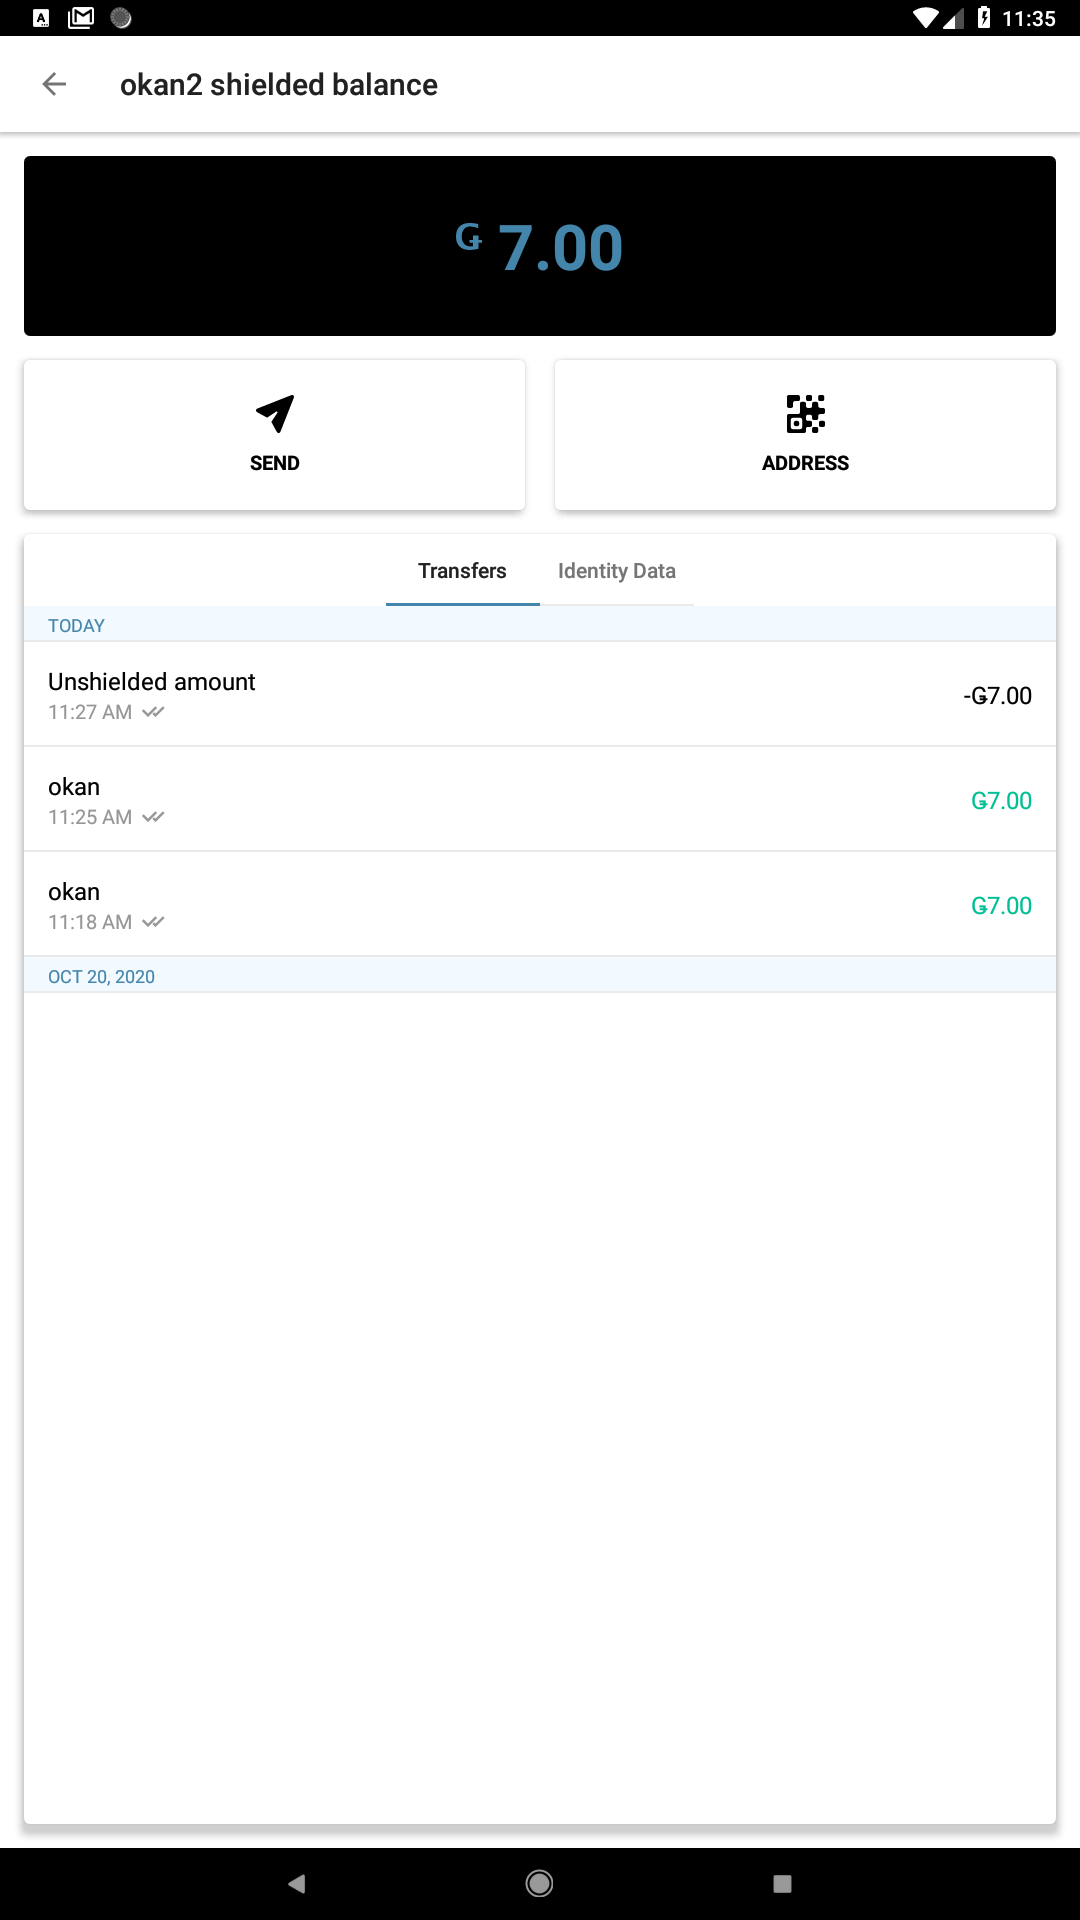 11:35
okan2 shielded balance
Ǥ 7.00
SEND
ADDRESS
Transfers
Identity Data
TODAY
Unshielded amount
-Ǥ7.00
11:27 AM
okan
Ǥ7.00
11:25 AM
okan
Ǥ7.00
11:18 AM
OCT 20, 2020